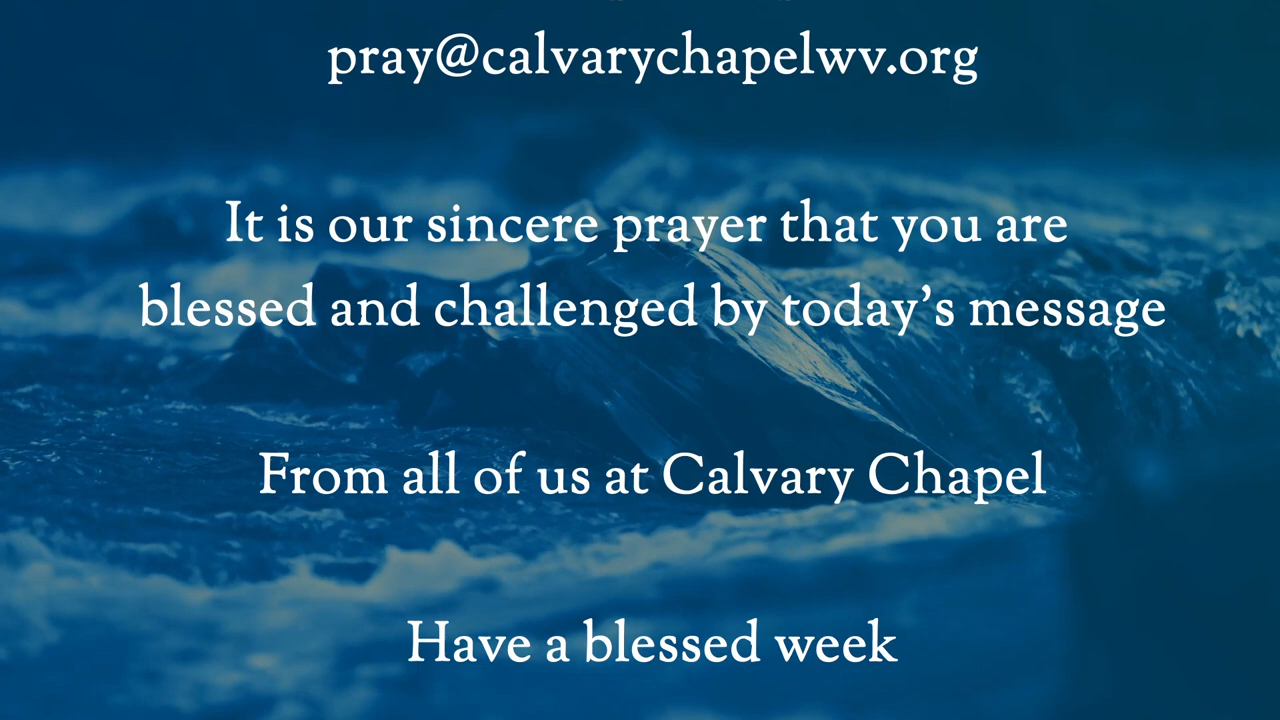 pray@calvarychapelwv.org
It is our sincere prayer that you are
blessed and challenged by today’s message
From all of us at Calvary Chapel
Have a blessed week